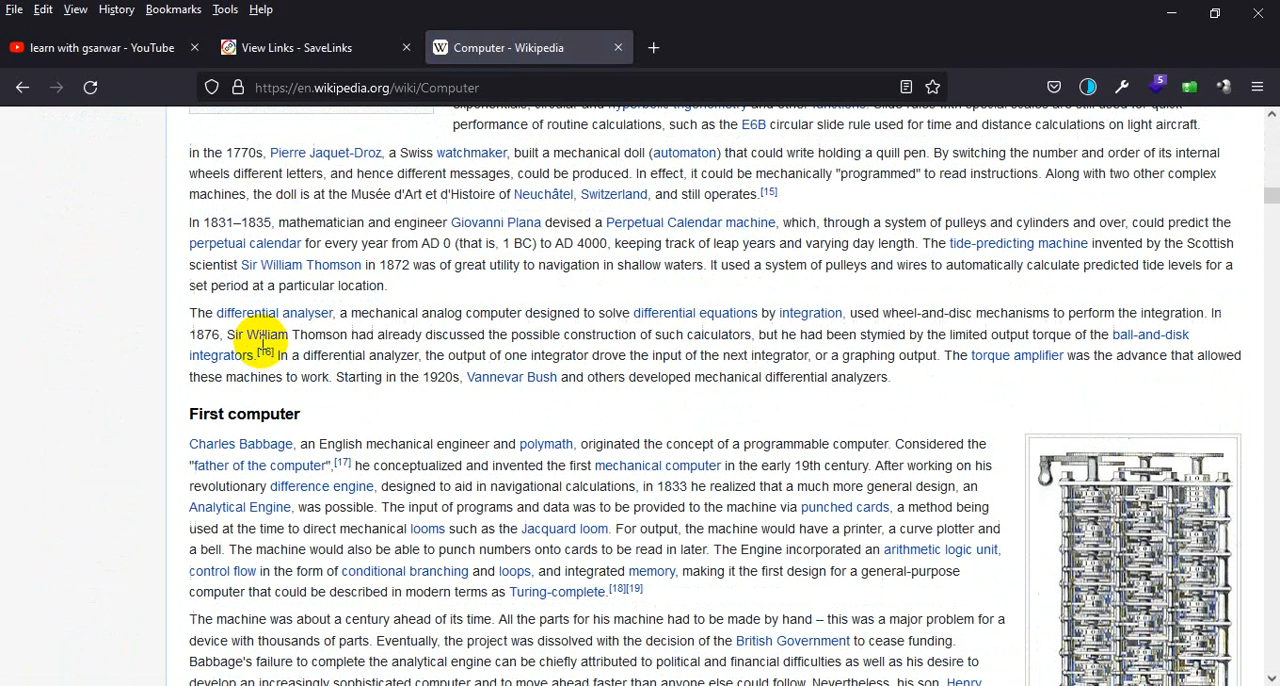 File Edit View History Bookmarks Tools Help
learn with gsarwar - YouTube
View Links - SaveLinks
W Computer - Wikipedia
https://en.wikipedia.org/wiki/Computer
5
performance of routine calculations, such as the E6B circular slide rule used for time and distance calculations on light aircraft.
In the 1770s, Pierre Jaquet-Droz, a Swiss watchmaker, built a mechanical doll (automaton) that could write holding a quill pen. By switching the number and order of its internal
wheels different letters, and hence different messages, could be produced. In effect, it could be mechanically "programmed" to read instructions. Along with two other complex
machines, the doll is at the Musée d'Art et d'Histoire of Neuchâtel, Switzerland, and still operates.[15]
In 1831–1835, mathematician and engineer Giovanni Plana devised a Perpetual Calendar machine, which, through a system of pulleys and cylinders and over, could predict the
perpetual calendar for every year from AD 0 (that is, 1 BC) to AD 4000, keeping track of leap years and varying day length. The tide-predicting machine invented by the Scottish
scientist Sir William Thomson in 1872 was of great utility to navigation in shallow waters. It used a system of pulleys and wires to automatically calculate predicted tide levels for a
set period at a particular location.
The differential analyser, a mechanical analog computer designed to solve differential equations by integration, used wheel-and-disc mechanisms to perform the integration. In
1876, Sir William Thomson had already discussed the possible construction of such calculators, but he had been stymied by the limited output torque of the ball-and-disk
integrators.[16] In a differential analyzer, the output of one integrator drove the input of the next integrator, or a graphing output. The torque amplifier was the advance that allowed
these machines to work. Starting in the 1920s, Vannevar Bush and others developed mechanical differential analyzers.
First computer
Charles Babbage, an English mechanical engineer and polymath, originated the concept of a programmable computer. Considered the
"father of the computer",[17] he conceptualized and invented the first mechanical computer in the early 19th century. After working on his
revolutionary difference engine, designed to aid in navigational calculations, in 1833 he realized that a much more general design, an
Analytical Engine, was possible. The input of programs and data was to be provided to the machine via punched cards, a method being
used at the time to direct mechanical looms such as the Jacquard loom. For output, the machine would have a printer, a curve plotter and
a bell. The machine would also be able to punch numbers onto cards to be read in later. The Engine incorporated an arithmetic logic unit,
control flow in the form of conditional branching and loops, and integrated memory, making it the first design for a general-purpose
computer that could be described in modern terms as Turing-complete.[18][19]
The machine was about a century ahead of its time. All the parts for his machine had to be made by hand – this was a major problem for a
device with thousands of parts. Eventually, the project was dissolved with the decision of the British Government to cease funding.
Babbage's failure to complete the analytical engine can be chiefly attributed to political and financial difficulties as well as his desire to
develop an increasingly sophisticated computer and to move ahead faster than anyone else could follow. Nevertheless, his son, Henry